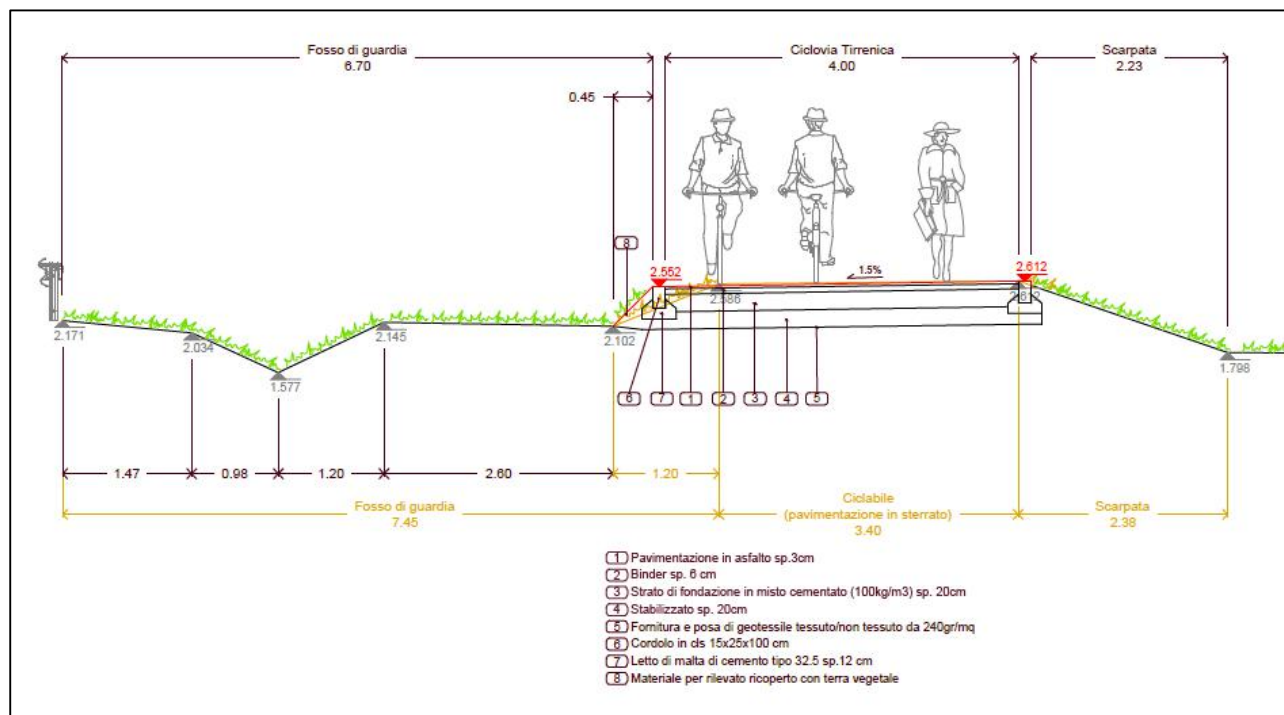 Fosso di guardia
6.70
Ciclovia Tirrenica
4.00
Scarpata
2.23
0.45
8
2.552
1.5%
2.612
2.586
2.612
2.171
2.034
2.145
2.102
1.577
1.798
6
7
1
2
3
4
5
1.47
0.98
1.20
2.60
1.20
Fosso di guardia
7.45
Ciclabile
(pavimentazione in sterrato)
3.40
Scarpata
2.38
1 Pavimentazione in asfalto sp.3cm
2 Binder sp. 6 cm
3 Strato di fondazione in misto cementato (100kg/m3) sp. 20cm
4 Stabilizzato sp. 20cm
5 Fornitura e posa di geotessile tessuto/non tessuto da 240gr/mq
6 Cordolo in cls 15x25x100 cm
7 Letto di malta di cemento tipo 32.5 sp.12 cm
8 Materiale per rilevato ricoperto con terra vegetale